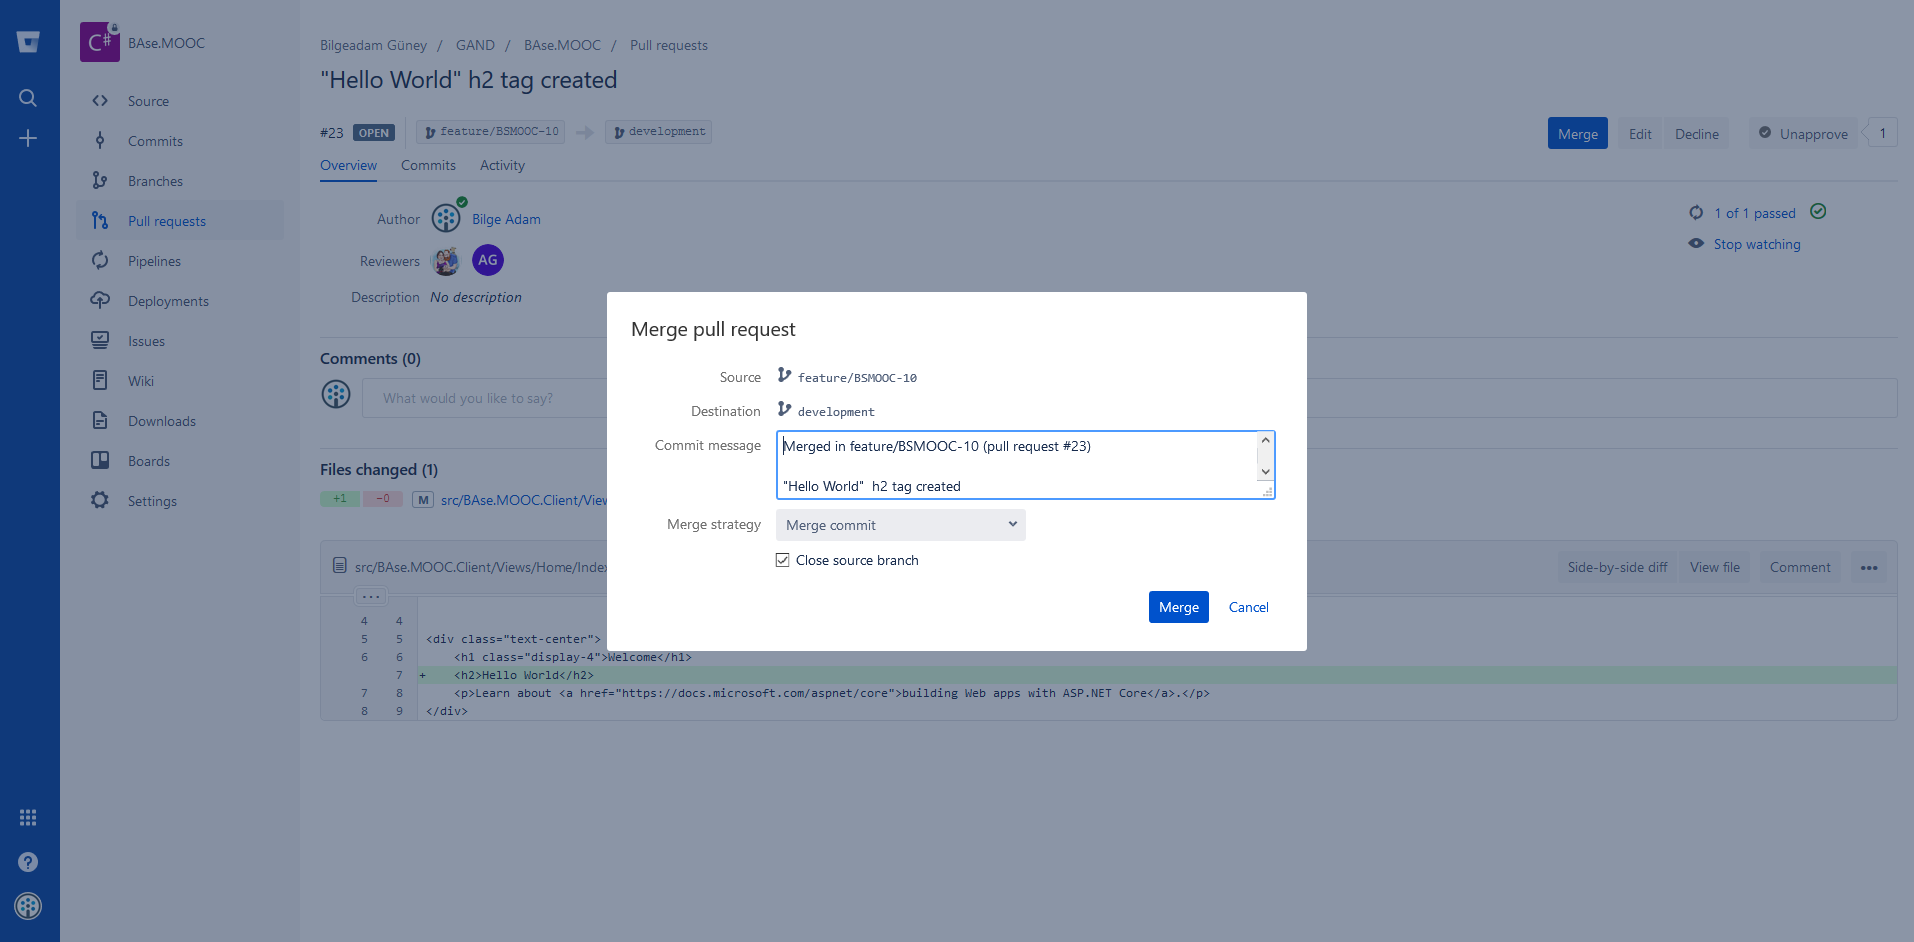 C#
BAse.MOOC
Source
Commits
Branches
Pull requests
Pipelines
Deployments
Issues
Wiki
Downloads
Boards
Settings
Bilgeadam Güney / GAND / BAse.MOOC / Pull requests
"Hello World" h2 tag created
#23 OPEN feature/BSMOOC-10 development
Merge Edit Decline Unapprove 1
Overview Commits Activity
Author Bilge Adam
1 of 1 passed
Stop watching
Reviewers AG
Description No description
Comments (0)
What would you like to say?
Files changed (1)
+1 -0 M src/BAse.MOOC.Client/View
src/BAse.MOOC.Client/Views/Home/Index
Side-by-side diff View file Comment •••
...
4 4
5 5 <div class="text-center">
6 6 <h1 class="display-4">Welcome</h1>
7 + <h2>Hello World</h2>
7 8 <p>Learn about <a href="https://docs.microsoft.com/aspnet/core">building Web apps with ASP.NET Core</a>.</p>
8 9 </div>
Merge pull request
Source feature/BSMOOC-10
Destination development
Commit message Merged in feature/BSMOOC-10 (pull request #23)
"Hello World"  h2 tag created
Merge strategy Merge commit
Close source branch
Merge Cancel